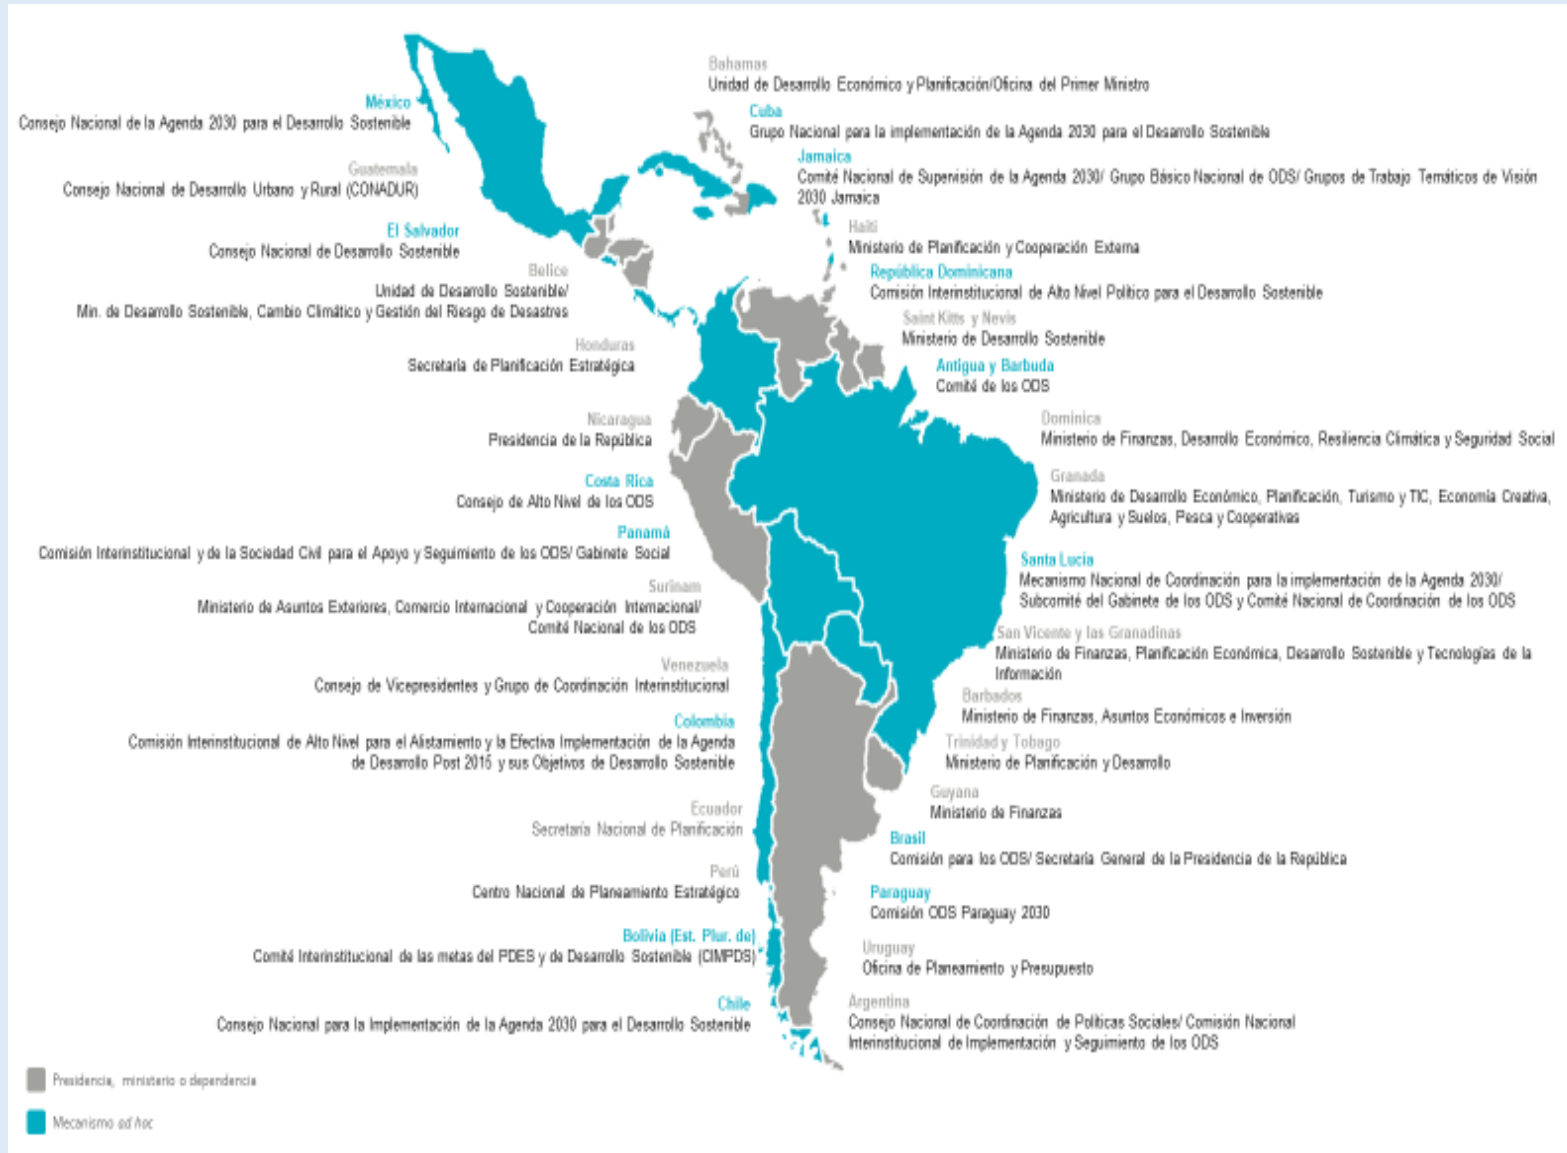 México
Consejo Nacional de la Agenda 2030 para el Desarrollo Sostenible
Guatemala
Consejo Nacional de Desarrollo Urbano y Rural (CONADUR)
El Salvador
Consejo Nacional de Desarrollo Sostenible
Belice
Unidad de Desarrollo Sostenible/
Min. de Desarrollo Sostenible, Cambio Climático y Gestión del Riesgo de Desastres
Honduras
Secretaría de Planificación Estratégica
Nicaragua
Presidencia de la República
Costa Rica
Consejo de Alto Nivel de los ODS
Panamá
Comisión Interinstitucional y de la Sociedad Civil para el Apoyo y Seguimiento de los ODS/ Gabinete Social
Surinam
Ministerio de Asuntos Exteriores, Comercio Internacional y Cooperación Internacional/
Comité Nacional de los ODS
Venezuela
Consejo de Vicepresidentes y Grupo de Coordinación Interinstitucional
Colombia
Comisión Interinstitucional de Alto Nivel para el Alistamiento y la Efectiva Implementación de la Agenda
de Desarrollo Post 2015 y sus Objetivos de Desarrollo Sostenible
Ecuador
Secretaría Nacional de Planificación
Perú
Centro Nacional de Planeamiento Estratégico
Bolivia (Est. Plur. de)
Comité Interinstitucional de las metas del PDES y de Desarrollo Sostenible (CIMPDS)
Chile
Consejo Nacional para la Implementación de la Agenda 2030 para el Desarrollo Sostenible
Bahamas
Unidad de Desarrollo Económico y Planificación/Oficina del Primer Ministro
Cuba
Grupo Nacional para la implementación de la Agenda 2030 para el Desarrollo Sostenible
Jamaica
Comité Nacional de Supervisión de la Agenda 2030/ Grupo Básico Nacional de ODS/ Grupos de Trabajo Temáticos de Visión
2030 Jamaica
Haití
Ministerio de Planificación y Cooperación Externa
República Dominicana
Comisión Interinstitucional de Alto Nivel Político para el Desarrollo Sostenible
Saint Kitts y Nevis
Ministerio de Desarrollo Sostenible
Antigua y Barbuda
Comité de los ODS
Dominica
Ministerio de Finanzas, Desarrollo Económico, Resiliencia Climática y Seguridad Social
Granada
Ministerio de Desarrollo Económico, Planificación, Turismo y TIC, Economía Creativa,
Agricultura y Suelos, Pesca y Cooperativas
Santa Lucía
Mecanismo Nacional de Coordinación para la implementación de la Agenda 2030/
Subcomité del Gabinete de los ODS y Comité Nacional de Coordinación de los ODS
San Vicente y las Granadinas
Ministerio de Finanzas, Planificación Económica, Desarrollo Sostenible y Tecnologías de la
Información
Barbados
Ministerio de Finanzas, Asuntos Económicos e Inversión
Trinidad y Tobago
Ministerio de Planificación y Desarrollo
Guyana
Ministerio de Finanzas
Brasil
Comisión para los ODS/ Secretaría General de la Presidencia de la República
Paraguay
Comisión ODS Paraguay 2030
Uruguay
Oficina de Planeamiento y Presupuesto
Argentina
Consejo Nacional de Coordinación de Políticas Sociales/ Comisión Nacional
Interinstitucional de Implementación y Seguimiento de los ODS
Presidencia, ministerio o dependencia
Mecanismo ad hoc